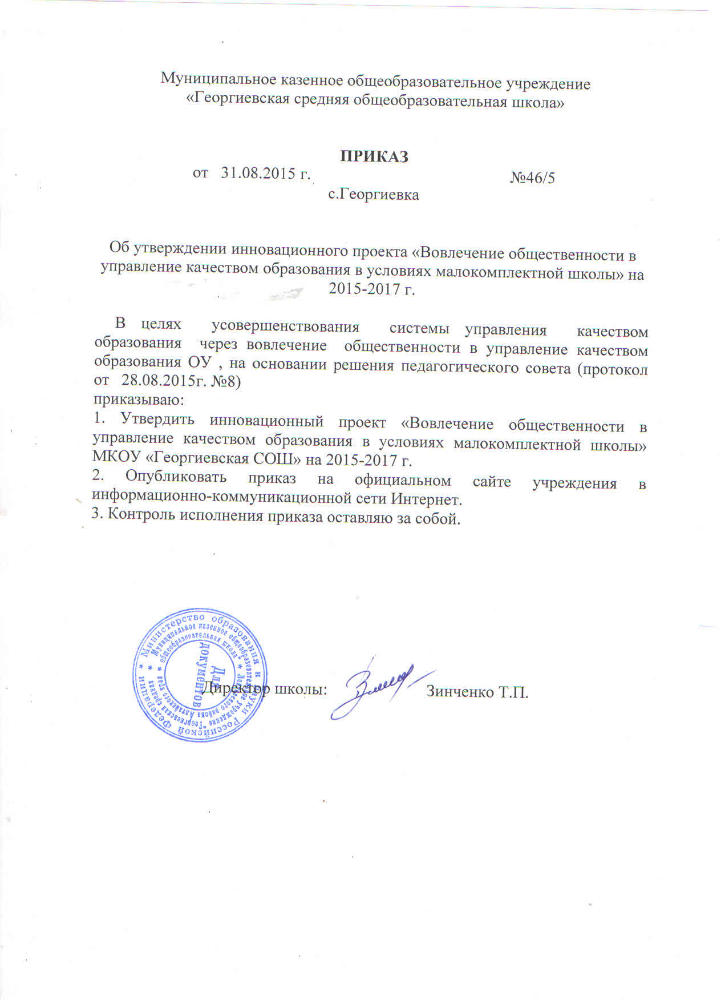 Муниципальное казенное общеобразовательное учреждение
«Георгиевская средняя общеобразовательная школа»
ПРИКАЗ
от 31.08.2015 г. №46/5
с.Георгиевка
Об утверждении инновационного проекта «Вовлечение общественности в
управление качеством образования в условиях малокомплектной школы» на
2015-2017 г.
В целях усовершенствования системы управления качеством
образования через вовлечение общественности в управление качеством
образования ОУ , на основании решения педагогического совета (протокол
от 28.08.2015г. №8)
приказываю:
1. Утвердить инновационный проект «Вовлечение общественности в
управление качеством образования в условиях малокомплектной школы»
МКОУ «Георгиевская СОШ» на 2015-2017 г.
2. Опубликовать приказ на официальном сайте учреждения в
информационно-коммуникационной сети Интернет.
3. Контроль исполнения приказа оставляю за собой.
Министерство образования и науки Российской Федерации
Муниципальное казенное общеобразовательное учреждение "Георгиевская средняя
общеобразовательная школа" * Локтевского района Алтайского края
Для
документов
Директор школы: Зинченко Т.П.